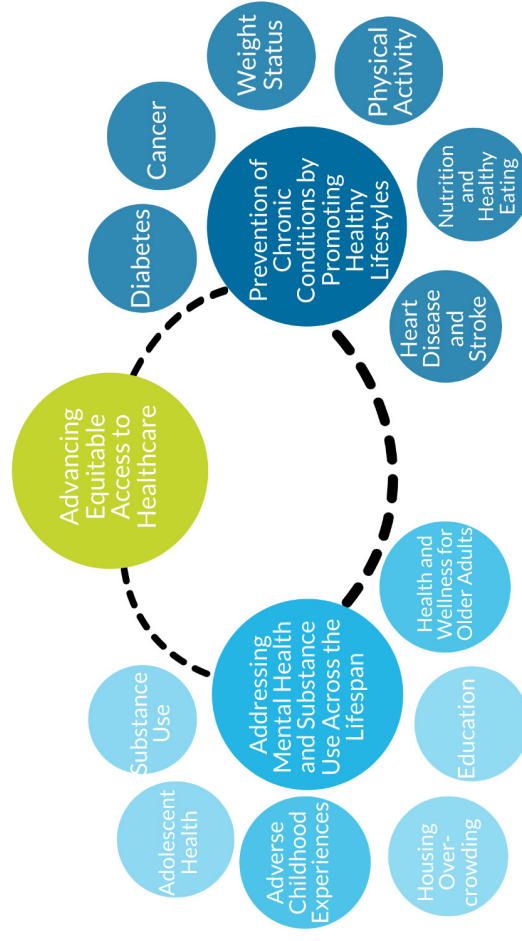 Advancing
Equitable
Access to
Healthcare
Substance
Use
Adolescent
Health
Adverse
Childhood
Experiences
Addressing
Mental Health
and Substance
Use Across the
Lifespan
Housing
Over-
crowding
Education
Health and
Wellness for
Older Adults
Diabetes
Cancer
Weight
Status
Physical
Activity
Prevention of
Chronic
Conditions by
Promoting
Healthy
Lifestyles
Nutrition
and
Healthy
Eating
Heart
Disease
and
Stroke